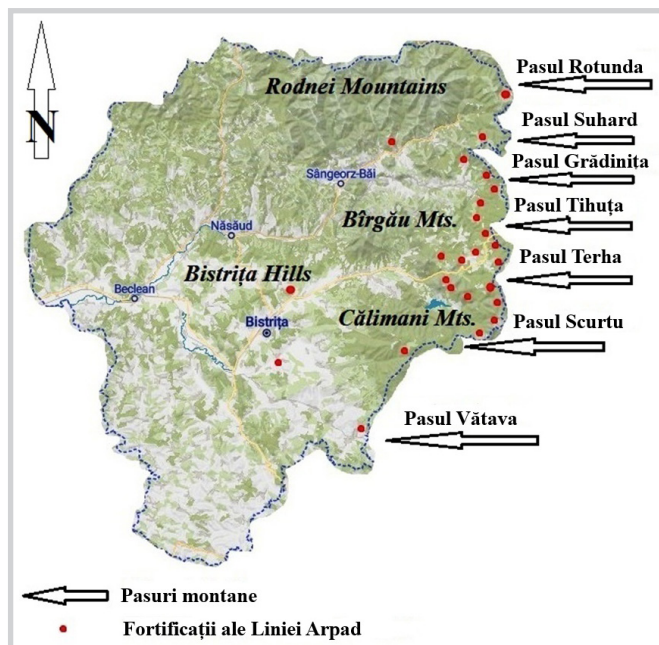 Pasul Rotunda
Rodnei Mountains
Pasul Suhard
N
Pasul Grădinița
Sângeorz-Băi
Pasul Tihuța
Bîrgău Mts.
Năsăud
Pasul Terha
Bistrița Hills
Beclean
Pasul Scurtu
Călimani Mts.
Bistrița
Pasul Vătava
Pasuri montane
Fortificații ale Liniei Arpad